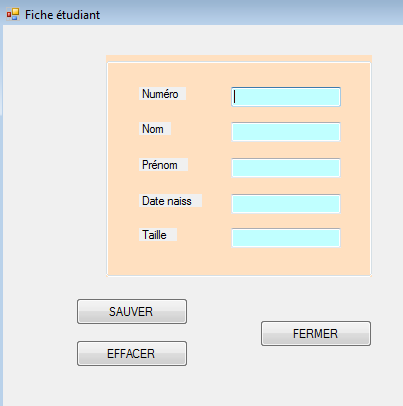 Fiche étudiant
Numéro
Nom
Prénom
Date naiss
Taille
SAUVER
FERMER
EFFACER